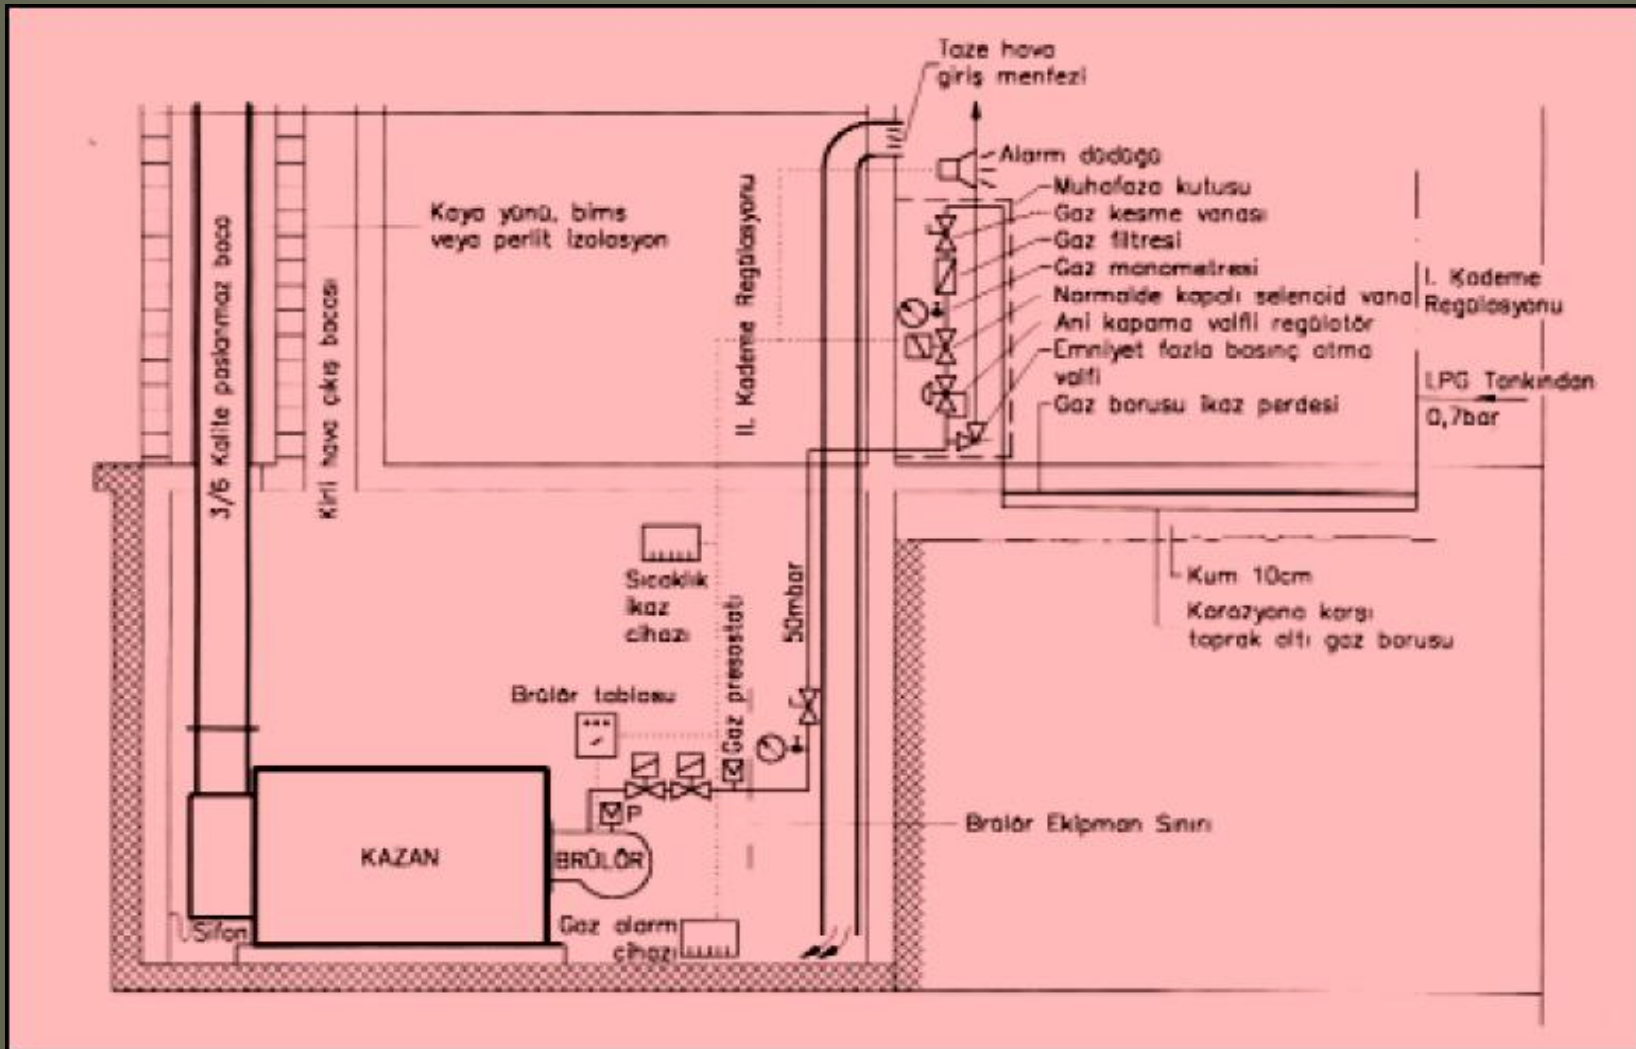 Taze hava
giriş menfezi
Alarm düdüğü
Muhafaza kutusu
Gaz kesme vanası
Gaz filtresi
Gaz manometresi
Normalde kapalı selenoid vana
Ani kapama valfli regülatör
Emniyet fazla basınç atma
valfi
Gaz borusu ikaz perdesi
I. Kademe
Regülasyonu
LPG Tankından
0,7bar
Kaya yünü, bims
veya perlit izolasyon
3/6 Kalite paslanmaz baca
Kirli hava çıkış bacası
II. Kademe Regülasyonu
Sıcaklık
ikaz
cihazı
Gaz presostatı
50mbar
Kum 10cm
Korozyona karşı
toprak altı gaz borusu
Brülör tablosu
P
Brülör Ekipman Sınırı
KAZAN
BRÜLÖR
Sifon
Gaz alarm
cihazı